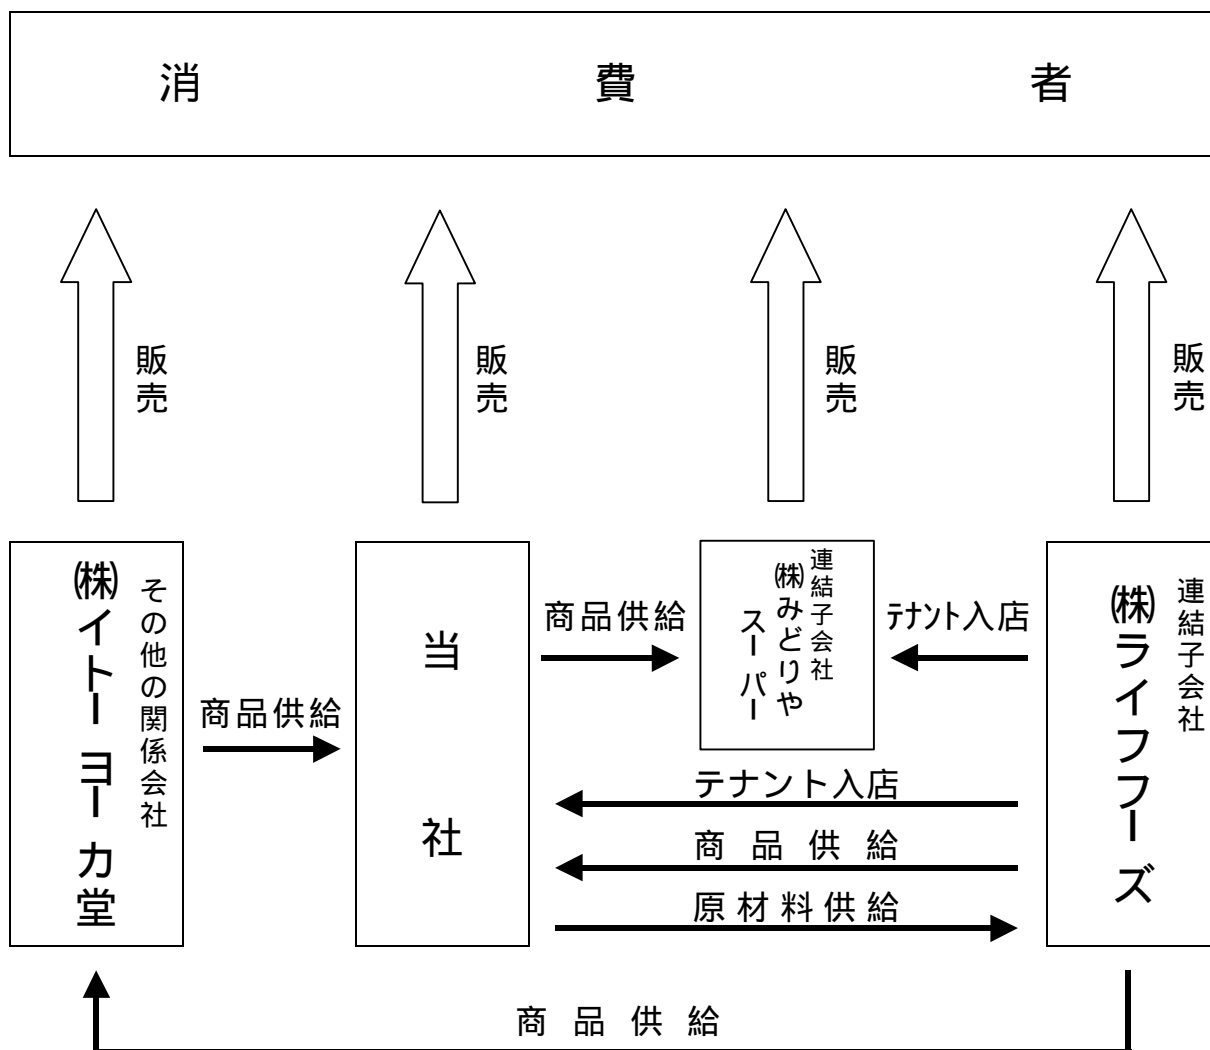 消費者
販売
販売
販売
販売
その他の関係会社
㈱イトーヨーカ堂
商品供給
当社
商品供給
連結子会社
㈱みどりや
スーパー
テナント入店
連結子会社
㈱ライフフーズ
テナント入店
商品供給
原材料供給
商品供給